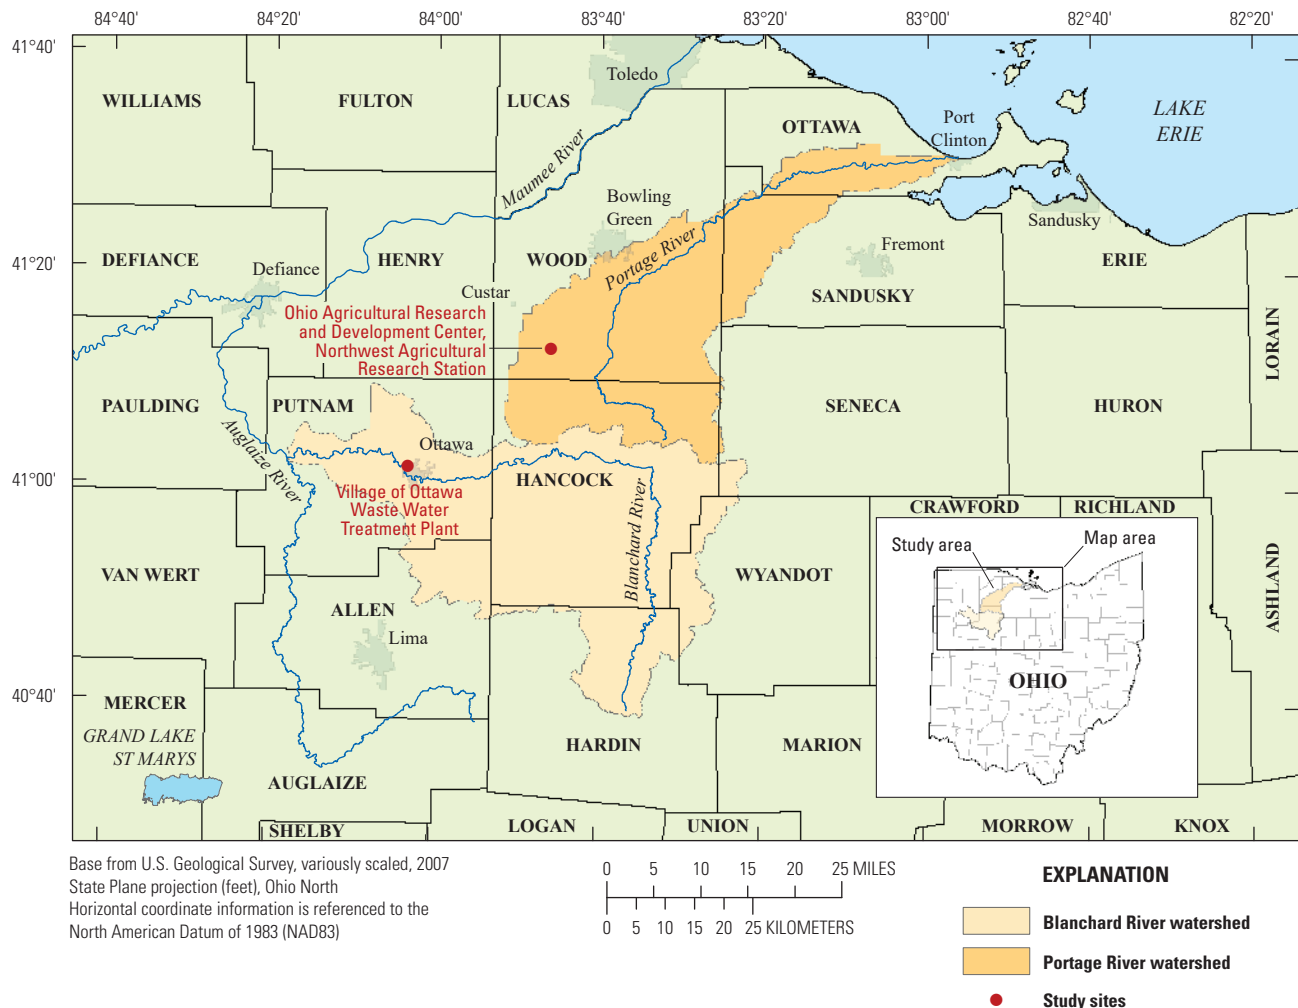 84°40' 84°20' 84°00' 83°40' 83°20' 83°00' 82°40' 82°20'
41°40'
41°20'
41°00'
40°40'
Toledo
WILLIAMS
FULTON
LUCAS
LAKE
ERIE
OTTAWA
Port
Clinton
Maumee River
Bowling
Green
Sandusky
Portage River
Fremont
DEFIANCE
Defiance
HENRY
WOOD
ERIE
Custar
SANDUSKY
Ohio Agricultural Research
and Development Center,
Northwest Agricultural
Research Station
LORAIN
PAULDING
PUTNAM
SENECA
HURON
Auglaize River
Ottawa
HANCOCK
Village of Ottawa
Waste Water
Treatment Plant
Blanchard River
CRAWFORD
RICHLAND
Study area
Map area
OHIO
VAN WERT
WYANDOT
ASHLAND
ALLEN
Lima
MERCER
GRAND LAKE
ST MARYS
HARDIN
MARION
AUGLAIZE
SHELBY
LOGAN
UNION
MORROW
KNOX
Base from U.S. Geological Survey, variously scaled, 2007
State Plane projection (feet), Ohio North
Horizontal coordinate information is referenced to the
North American Datum of 1983 (NAD83)
0 5 10 15 20 25 MILES
0 5 10 15 20 25 KILOMETERS
EXPLANATION
Blanchard River watershed
Portage River watershed
Study sites